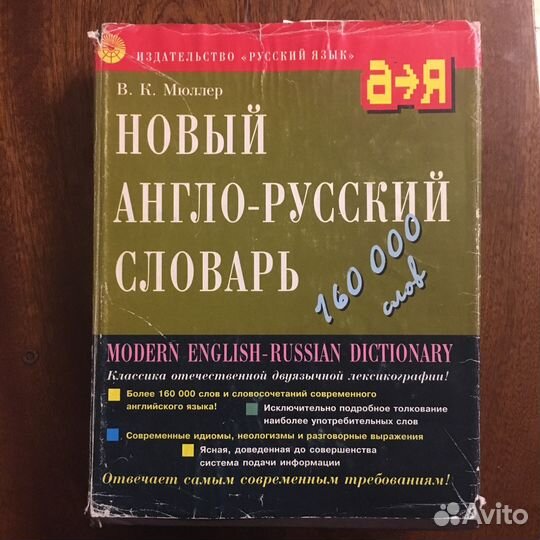 ИЗДАТЕЛЬСТВО «РУССКИЙ ЯЗЫК»
В. К. Мюллер
а→Я
НОВЫЙ
АНГЛО-РУССКИЙ
СЛОВАРЬ
160 000
слов
MODERN ENGLISH-RUSSIAN DICTIONARY
Классика отечественной двуязычной лексикографии!
Более 160 000 слов и словосочетаний современного
английского языка!
Исключительно подробное толкование
наиболее употребительных слов
Современные идиомы, неологизмы и разговорные выражения
Ясная, доведенная до совершенства
система подачи информации
Отвечает самым современным требованиям!
Avito